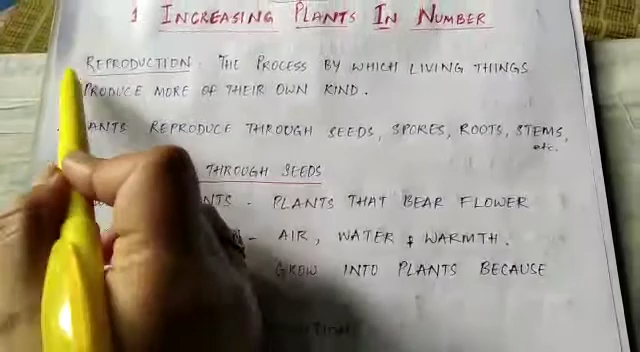 1 INCREASING PLANTS IN NUMBER
REPRODUCTION THE PROCESS BY WHICH LIVING THINGS
PRODUCE MORE OF THEIR OWN KIND.
REPRODUCE THROUGH SEEDS, SPORES, ROOTS, STEMS,
etc.
THROUGH SEEDS
- PLANTS THAT BEAR FLOWER
- AIR, WATER & WARMTH.
GROW INTO PLANTS BECAUSE